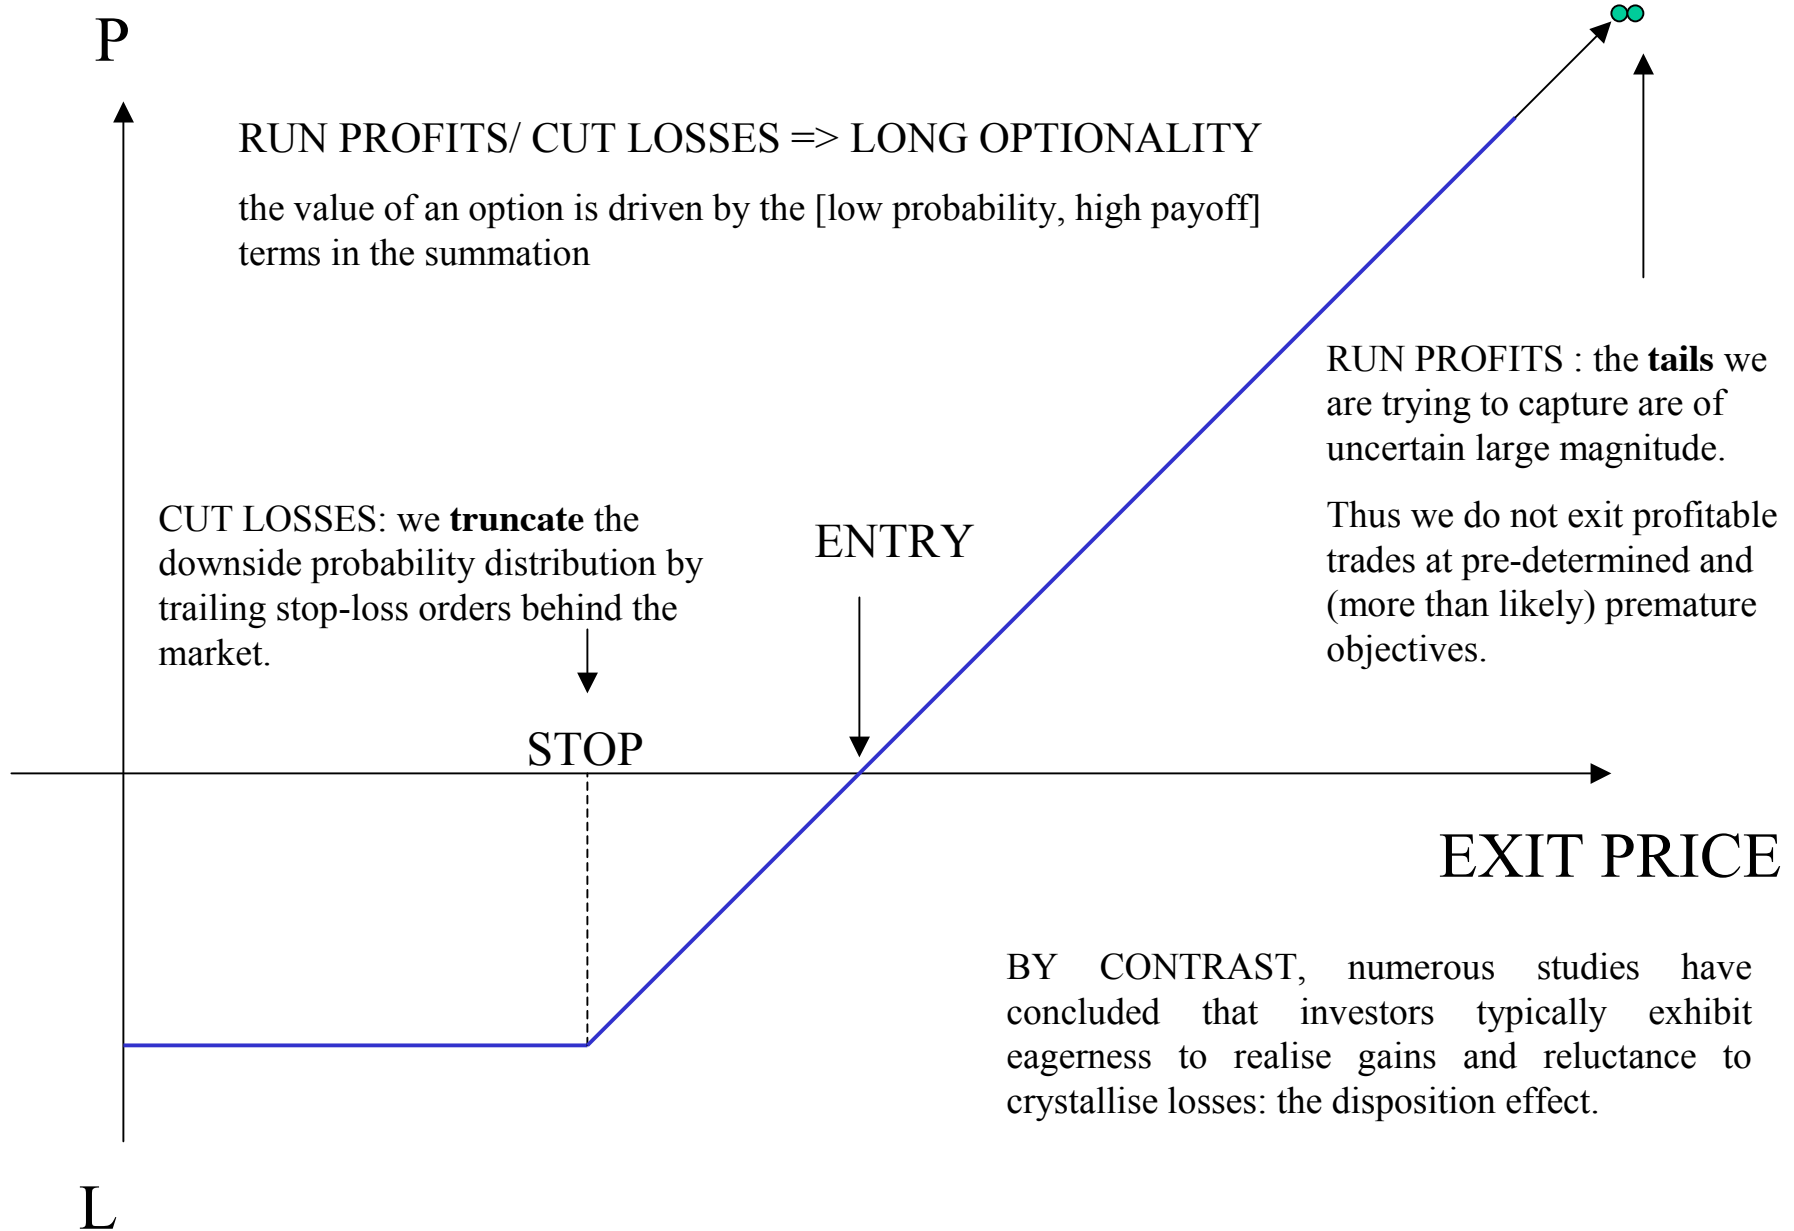 P
RUN PROFITS/ CUT LOSSES => LONG OPTIONALITY
the value of an option is driven by the [low probability, high payoff]
terms in the summation
RUN PROFITS : the tails we
are trying to capture are of
uncertain large magnitude.
Thus we do not exit profitable
trades at pre-determined and
(more than likely) premature
objectives.
CUT LOSSES: we truncate the
downside probability distribution by
trailing stop-loss orders behind the
market.
ENTRY
STOP
EXIT PRICE
BY CONTRAST, numerous studies have
concluded that investors typically exhibit
eagerness to realise gains and reluctance to
crystallise losses: the disposition effect.
L